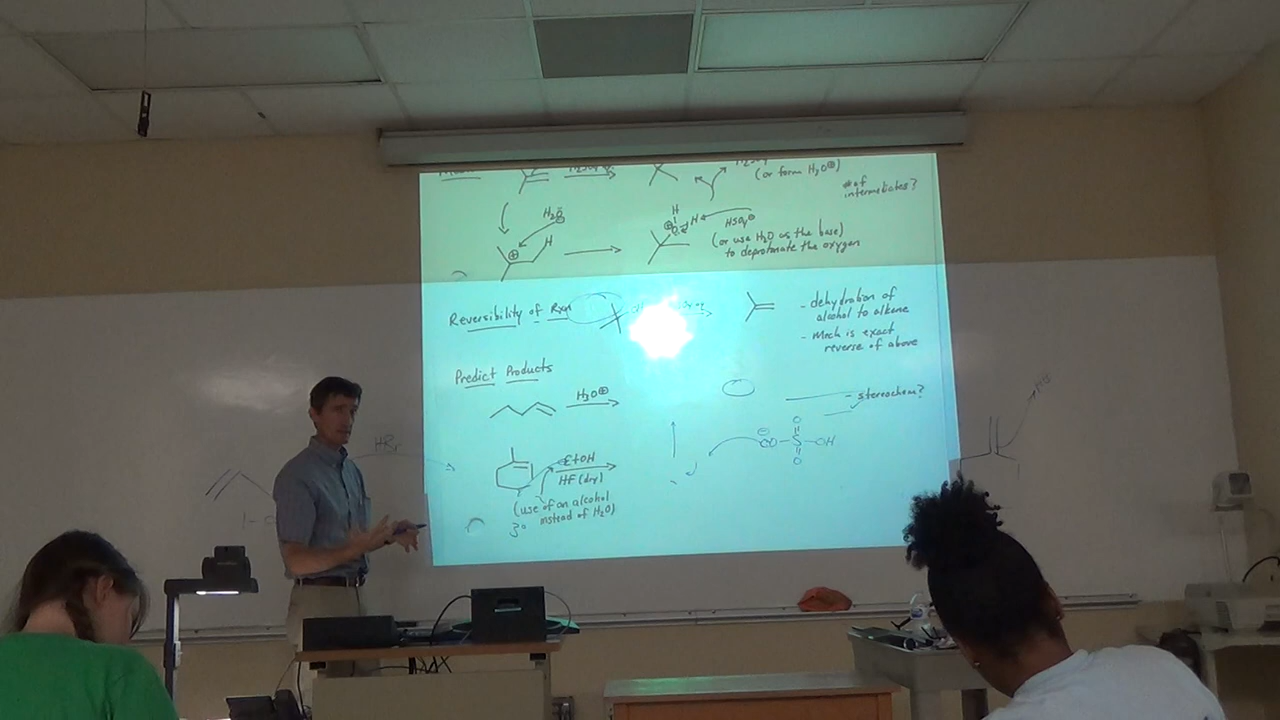 (or form H₃O⊕)
# of
intermediates?
H₂Ö
H
H
⊕
⊕O
H
HSO₄⊖
(or use H₂O as the base)
to deprotonate the oxygen
Reversibility of Rxn
- dehydration of
alcohol to alkene
- mech is exact
reverse of above
Predict Products
H₃O⊕
- stereochem?
⊖
O
O-S-OH
O
EtOH
HF (dry)
(use of an alcohol
instead of H₂O)
3°
HBr